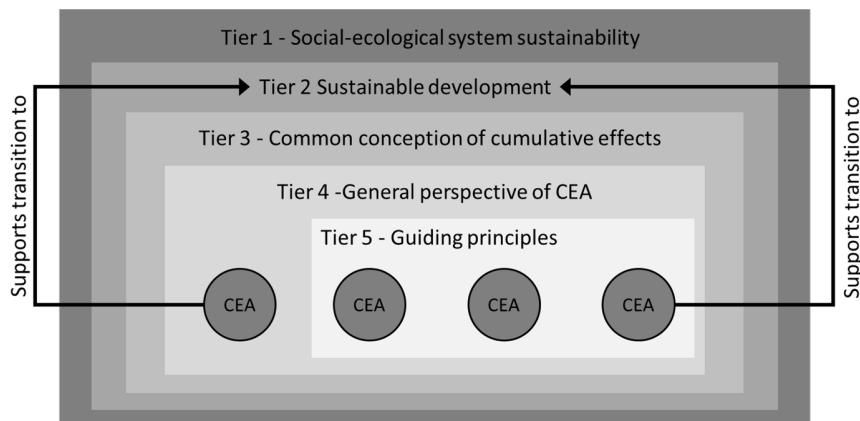 Tier 1 - Social-ecological system sustainability
Tier 2 Sustainable development
Tier 3 - Common conception of cumulative effects
Tier 4 -General perspective of CEA
Tier 5 - Guiding principles
Supports transition to
CEA
CEA
CEA
CEA
Supports transition to